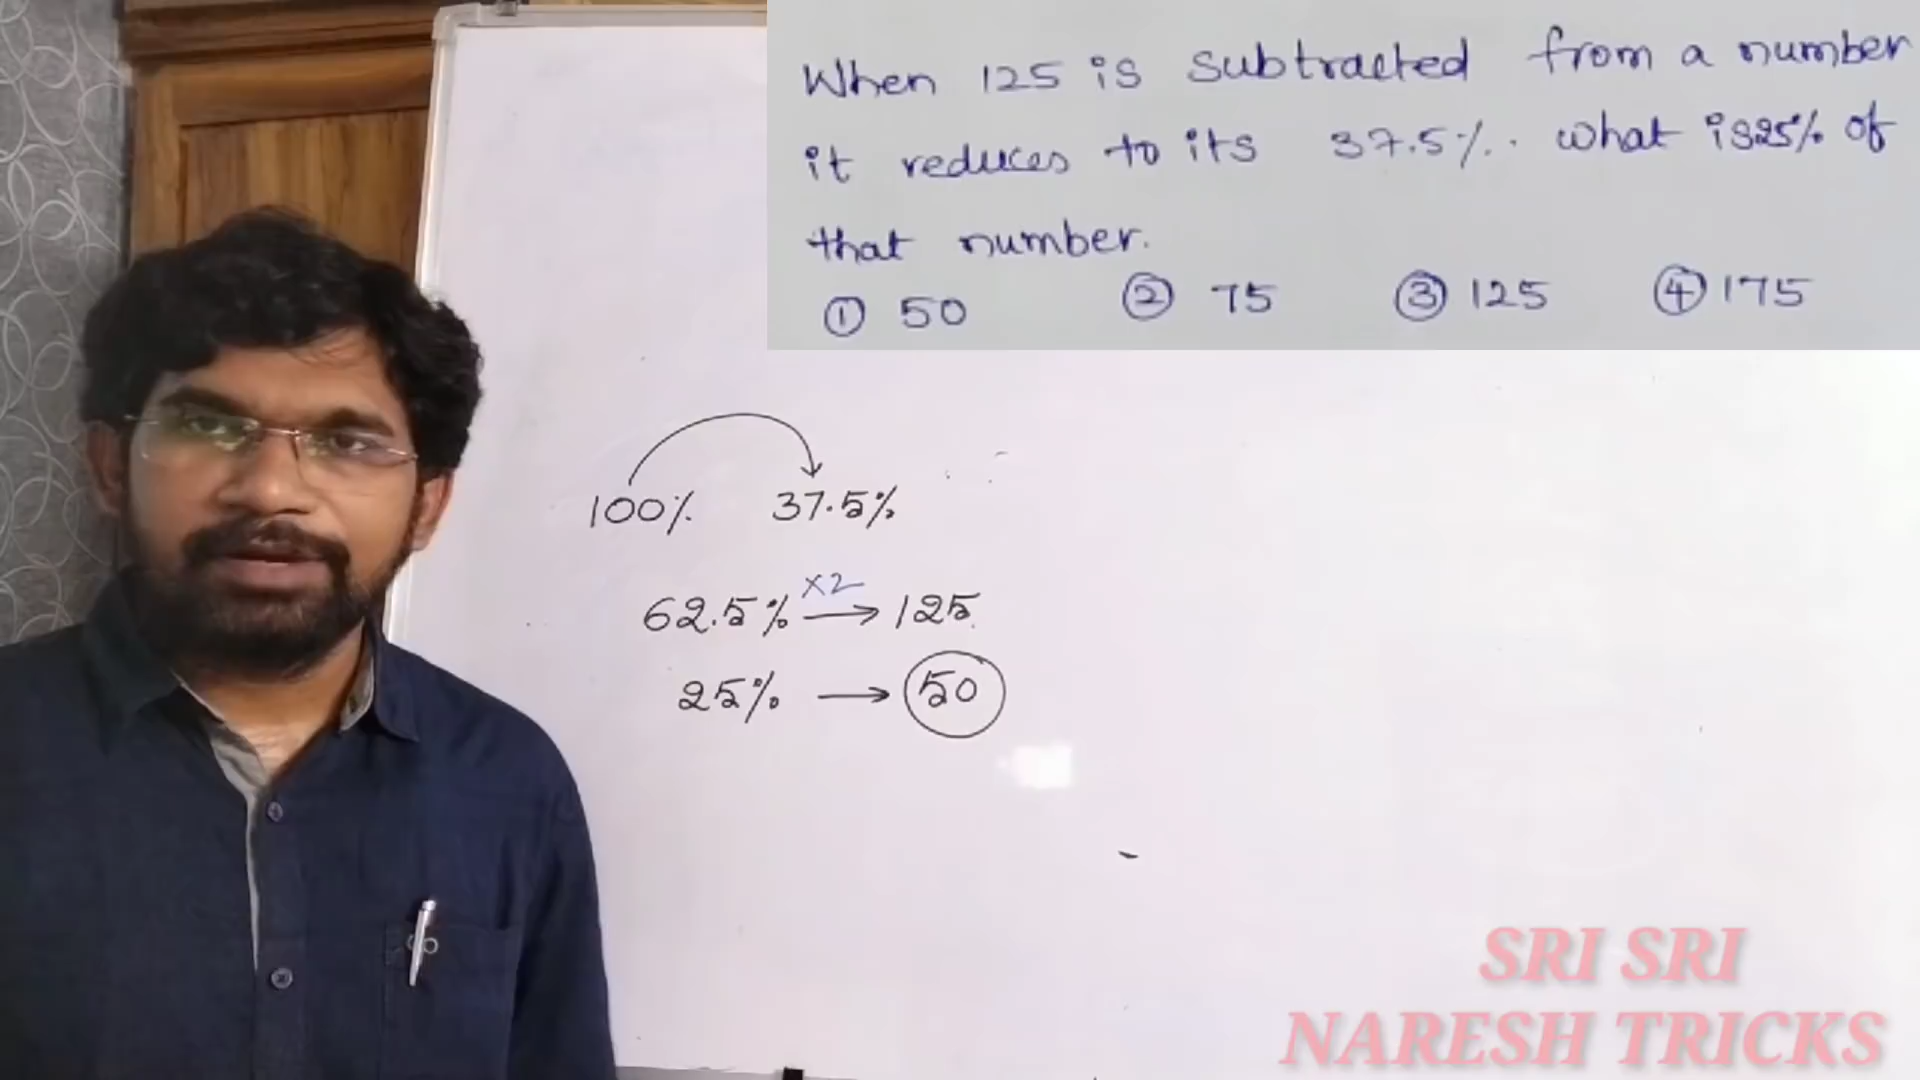 When 125 is subtracted from a number
it reduces to its 37.5%. what is 25% of
that number.
① 50 ② 75 ③ 125 ④ 175
100% 37.5%
×2
62.5% → 125
25% → 50
SRI SRI
NARESH TRICKS